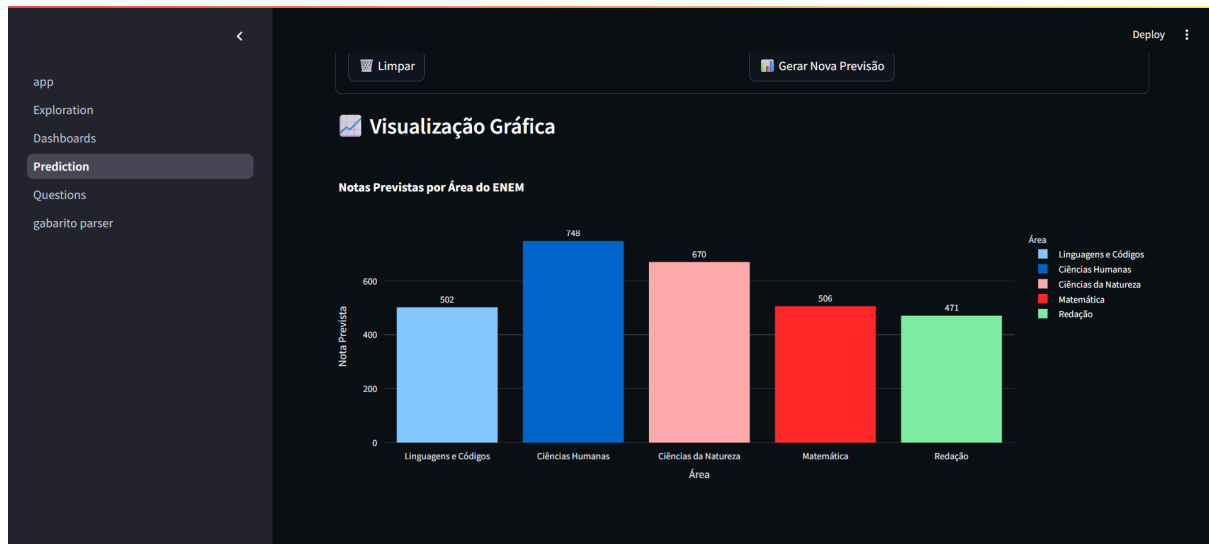 Deploy
app
Exploration
Dashboards
Prediction
Questions
gabarito parser
Limpar
Gerar Nova Previsão
Visualização Gráfica
Notas Previstas por Área do ENEM
748
670
502
506
471
600
400
200
0
Nota Prevista
Linguagens e Códigos
Ciências Humanas
Ciências da Natureza
Matemática
Redação
Área
Área
Linguagens e Códigos
Ciências Humanas
Ciências da Natureza
Matemática
Redação